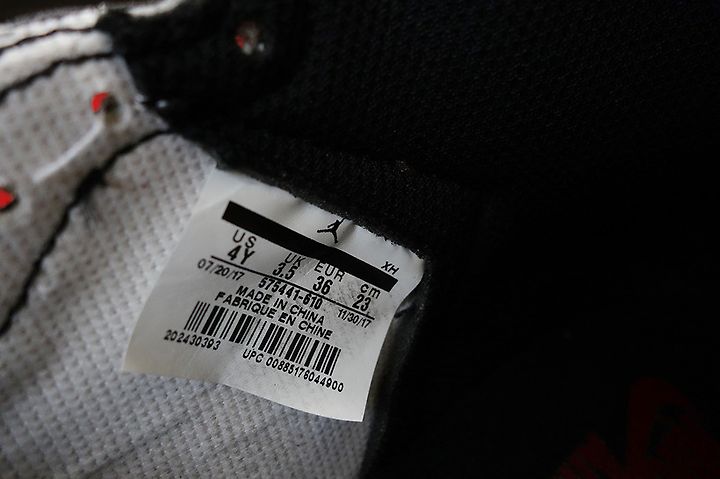 XH
US UK EUR cm
4Y 3.5 36 23
07/20/17 575441-610 11/30/17
MADE IN CHINA
FABRIQUE EN CHINE
202430393 UPC 00885178044900